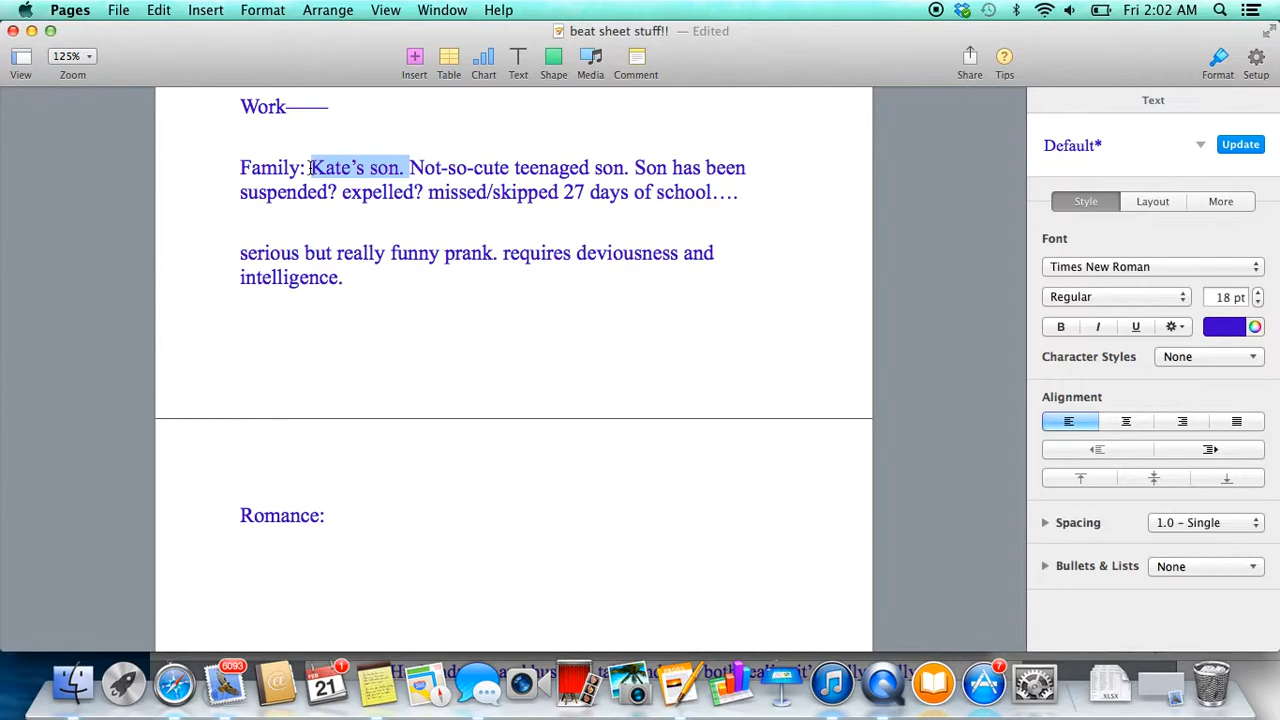 Pages File Edit Insert Format Arrange View Window Help Fri 2:02 AM
beat sheet stuff!! — Edited
125%
View Zoom Insert Table Chart Text Shape Media Comment Share Tips Format Setup
Text
Work——
Default* Update
Family: Kate's son. Not-so-cute teenaged son. Son has been
suspended? expelled? missed/skipped 27 days of school….
Style Layout More
Font
serious but really funny prank. requires deviousness and
intelligence.
Times New Roman
Regular 18 pt
B I U
Character Styles None
Alignment
Romance:
Spacing 1.0 - Single
Bullets & Lists None
6093
1
7
FEB
21
XLSX